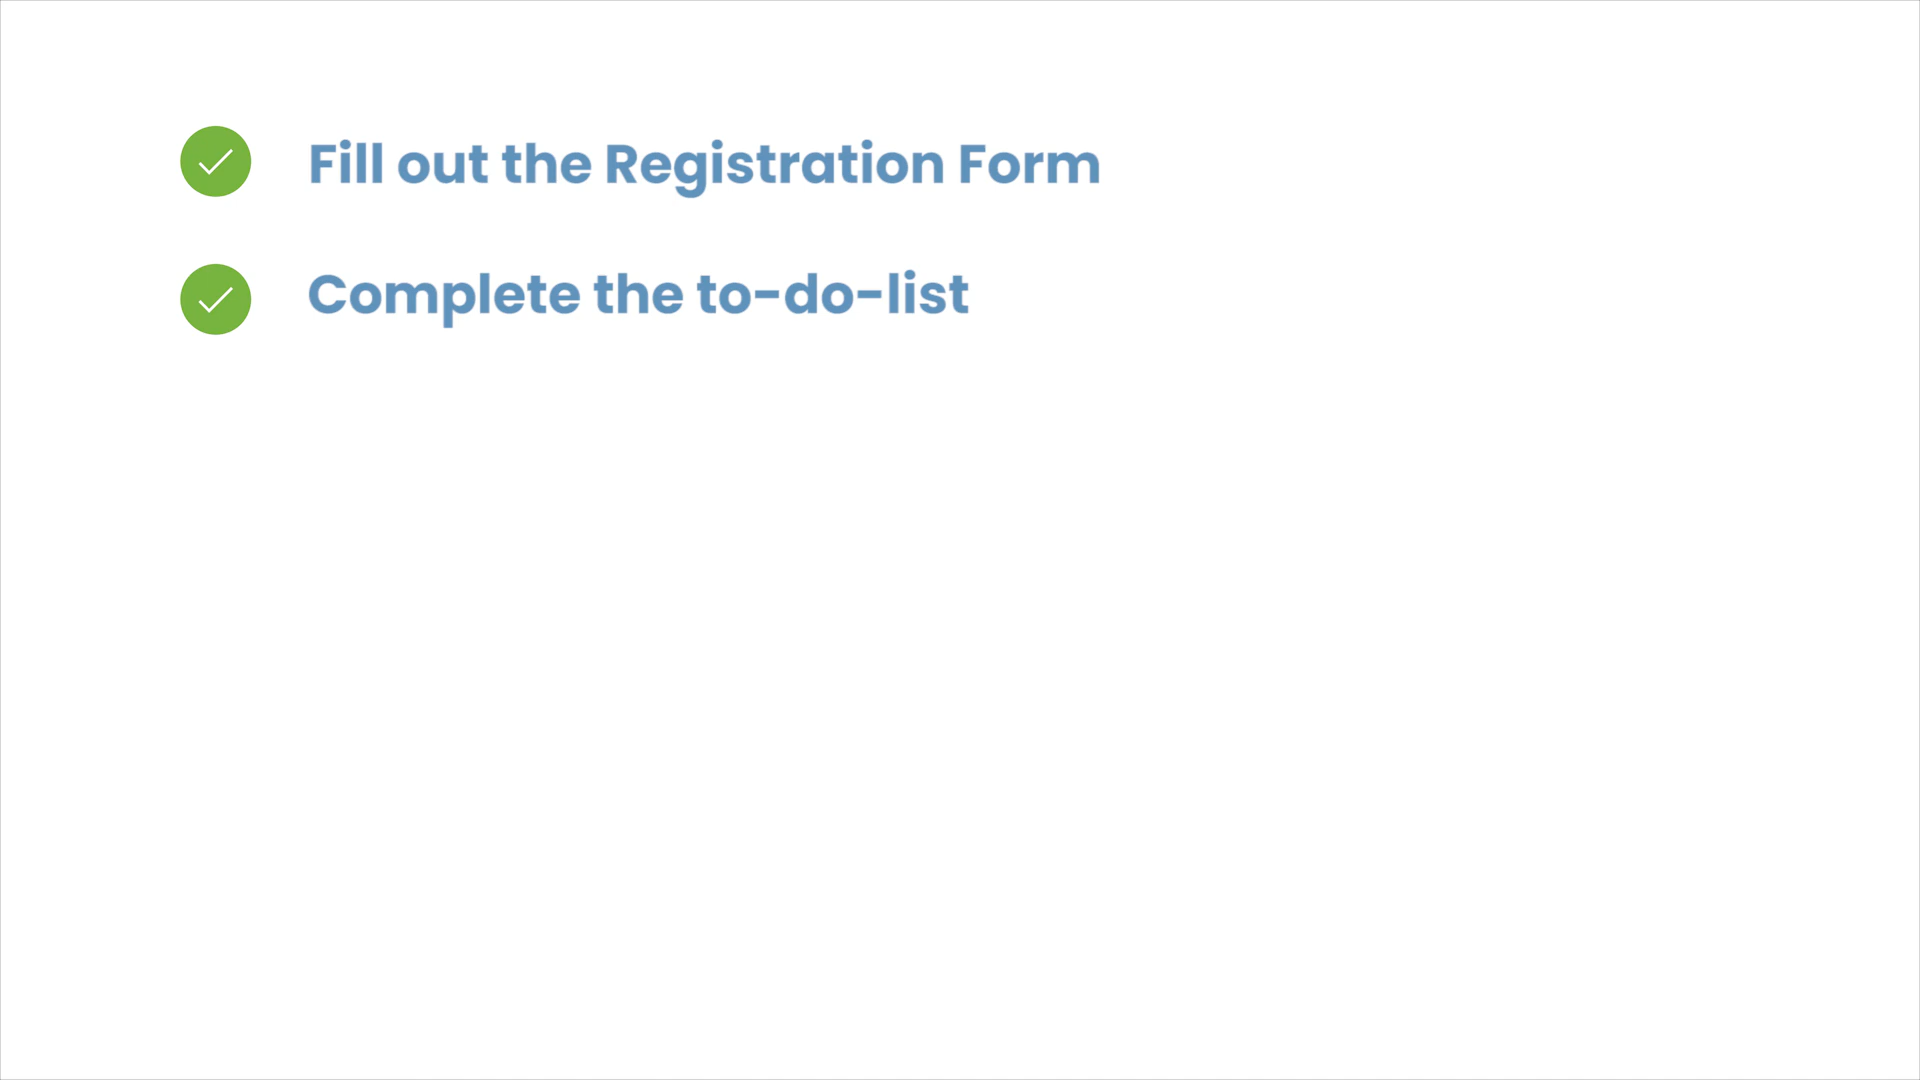 Fill out the Registration Form
Complete the to-do-list